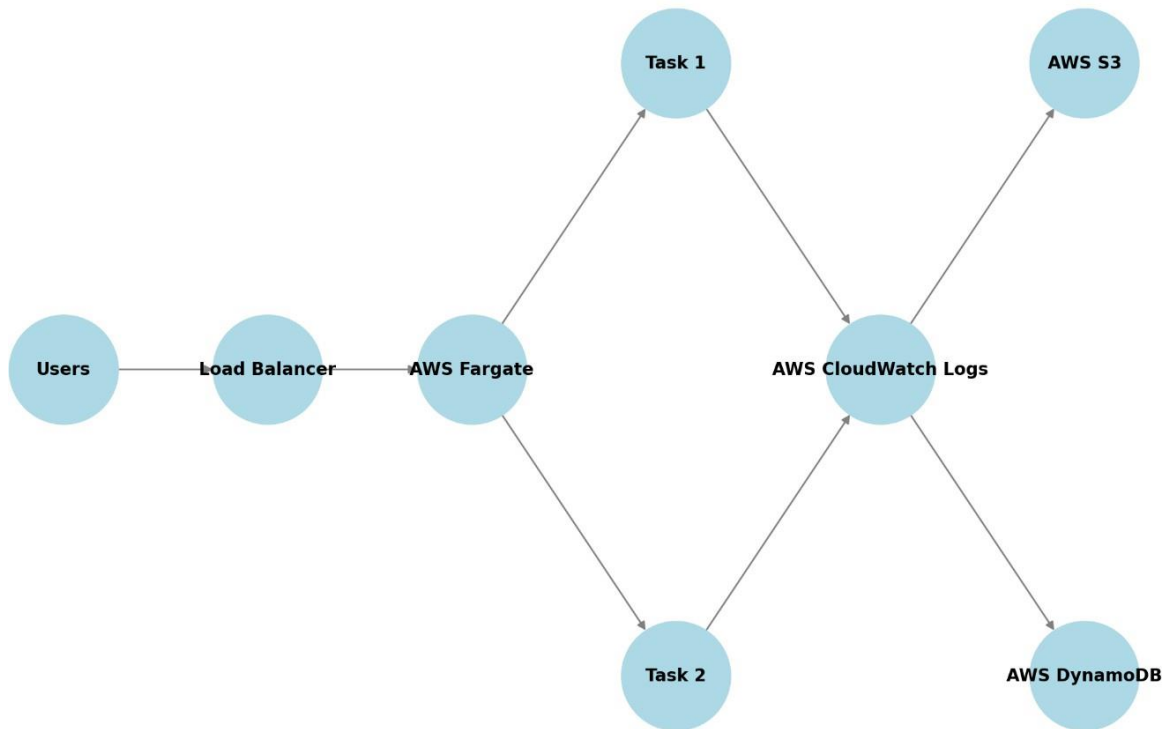 Task 1
AWS S3
Users
Load Balancer
AWS Fargate
AWS CloudWatch Logs
Task 2
AWS DynamoDB